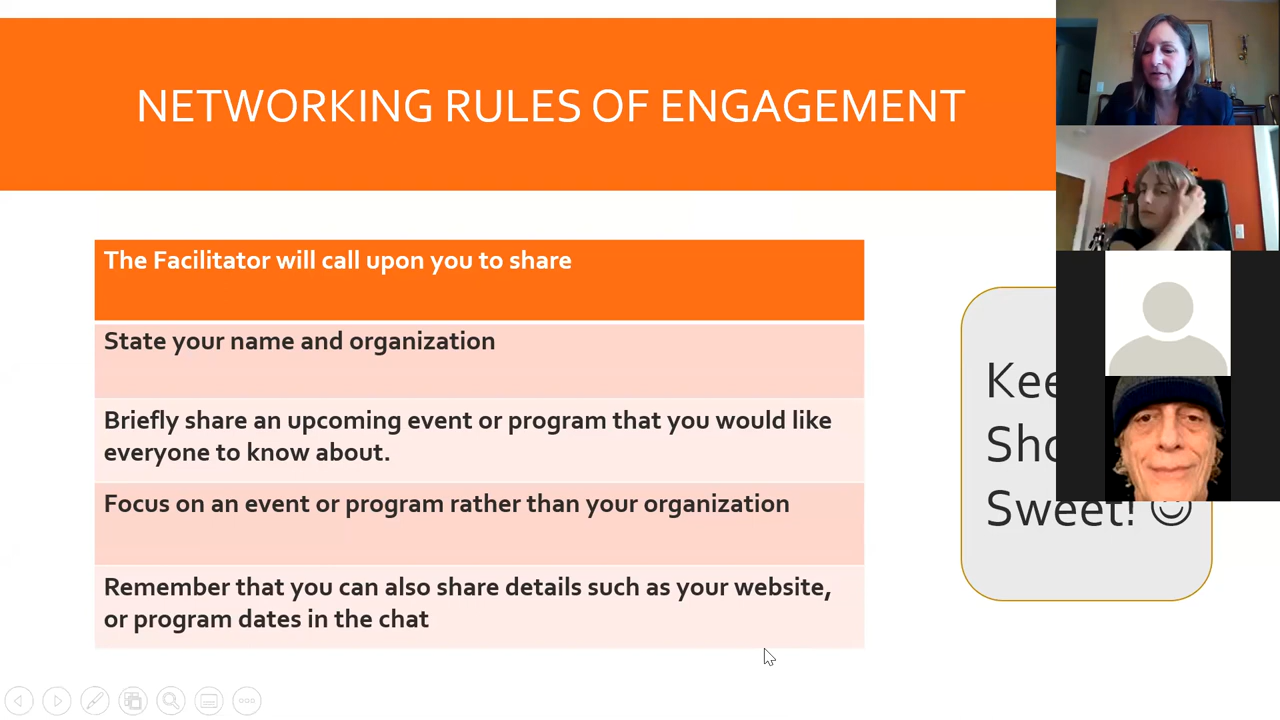 NETWORKING RULES OF ENGAGEMENT
The Facilitator will call upon you to share
State your name and organization
Briefly share an upcoming event or program that you would like
everyone to know about.
Focus on an event or program rather than your organization
Remember that you can also share details such as your website,
or program dates in the chat
Sweet! ☺